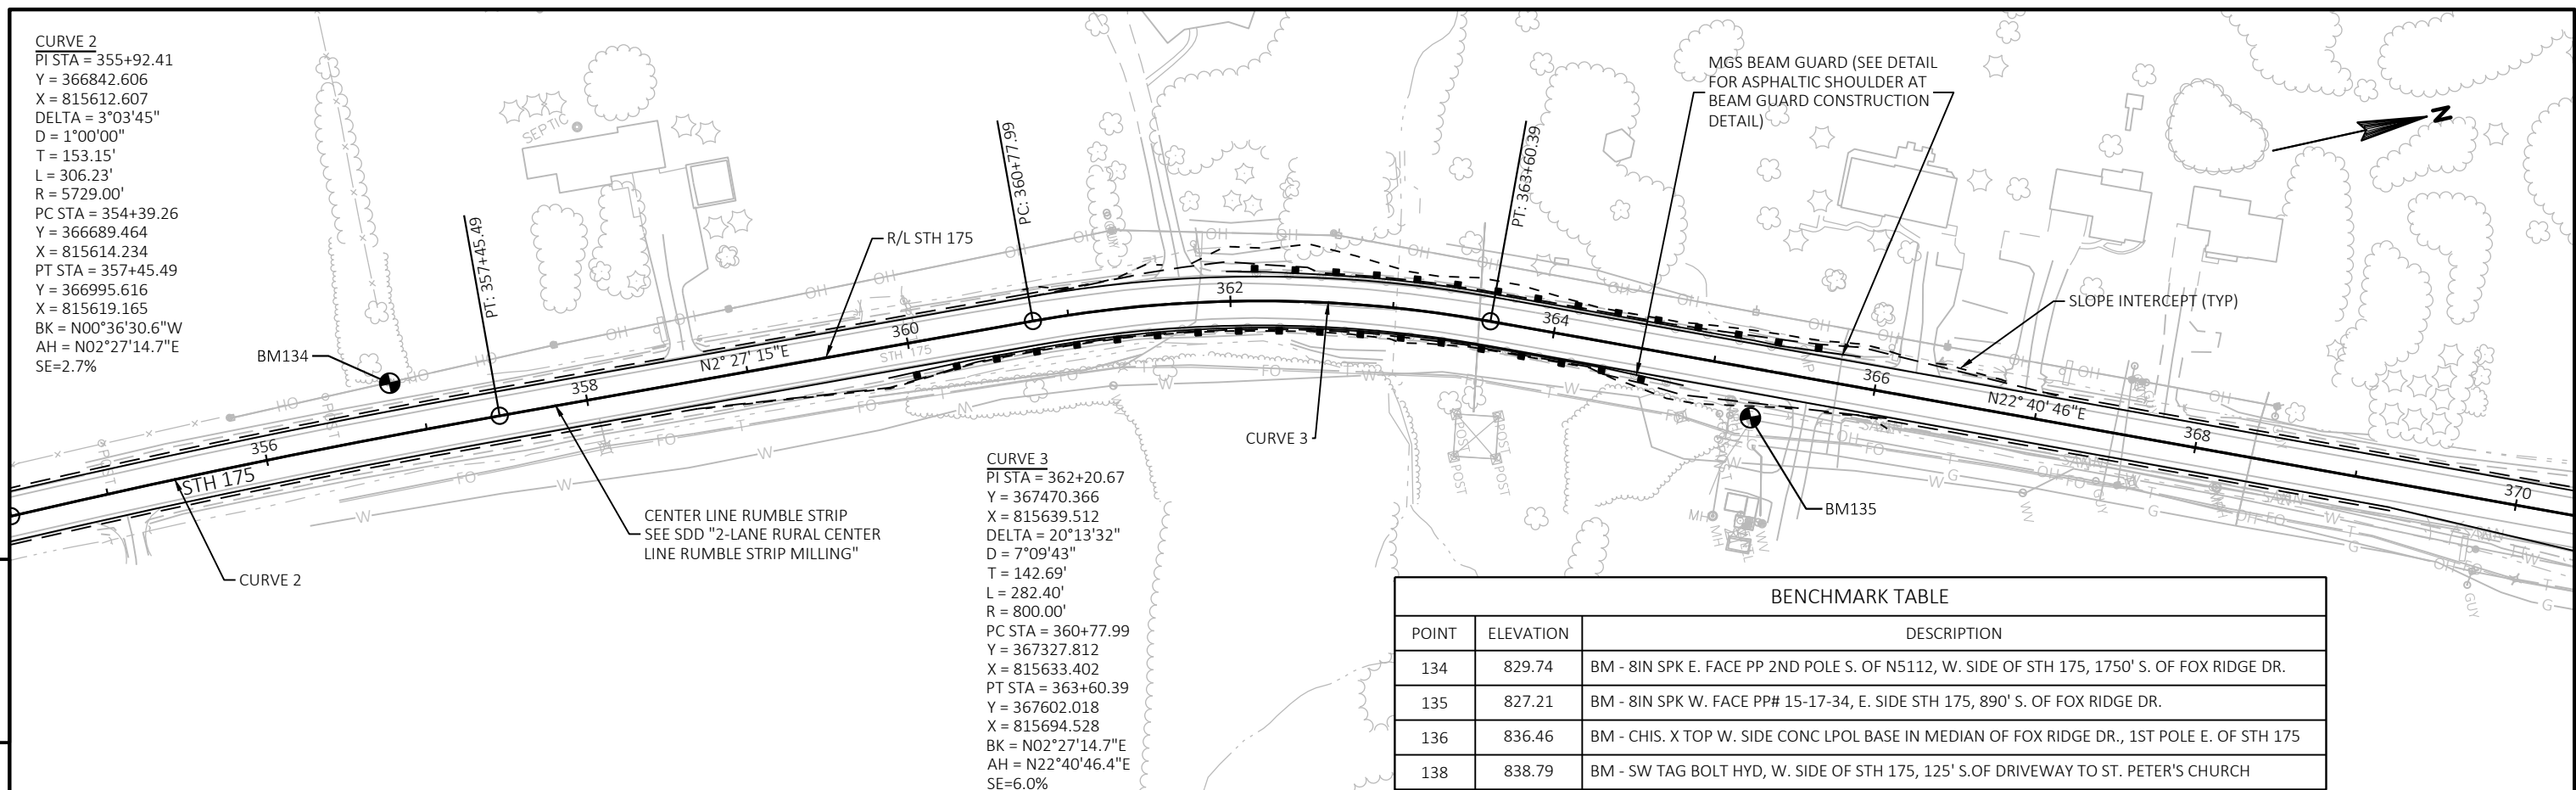 CURVE 2
PI STA = 355+92.41
Y = 366842.606
X = 815612.607
DELTA = 3°03'45"
D = 1°00'00"
T = 153.15'
L = 306.23'
R = 5729.00'
PC STA = 354+39.26
Y = 366689.464
X = 815614.234
PT STA = 357+45.49
Y = 366995.616
X = 815619.165
BK = N00°36'30.6"W
AH = N02°27'14.7"E
SE=2.7%
BM134
SEPTIC
PT: 357+45.49
R/L STH 175
PC: 360+77.99
PT: 363+60.39
MGS BEAM GUARD (SEE DETAIL
FOR ASPHALTIC SHOULDER AT
BEAM GUARD CONSTRUCTION
DETAIL)
N
SLOPE INTERCEPT (TYP)
356
358
360
362
364
366
368
370
STH 175
N2° 27' 15"E
STH 175
N22° 40' 46"E
CURVE 2
CENTER LINE RUMBLE STRIP
SEE SDD "2-LANE RURAL CENTER
LINE RUMBLE STRIP MILLING"
CURVE 3
BM135
POST
POST
POST
POST
MH
MH
WV
GUY
GUY
CURVE 3
PI STA = 362+20.67
Y = 367470.366
X = 815639.512
DELTA = 20°13'32"
D = 7°09'43"
T = 142.69'
L = 282.40'
R = 800.00'
PC STA = 360+77.99
Y = 367327.812
X = 815633.402
PT STA = 363+60.39
Y = 367602.018
X = 815694.528
BK = N02°27'14.7"E
AH = N22°40'46.4"E
SE=6.0%
BENCHMARK TABLE
POINT ELEVATION DESCRIPTION
134 829.74 BM - 8IN SPK E. FACE PP 2ND POLE S. OF N5112, W. SIDE OF STH 175, 1750' S. OF FOX RIDGE DR.
135 827.21 BM - 8IN SPK W. FACE PP# 15-17-34, E. SIDE STH 175, 890' S. OF FOX RIDGE DR.
136 836.46 BM - CHIS. X TOP W. SIDE CONC LPOL BASE IN MEDIAN OF FOX RIDGE DR., 1ST POLE E. OF STH 175
138 838.79 BM - SW TAG BOLT HYD, W. SIDE OF STH 175, 125' S.OF DRIVEWAY TO ST. PETER'S CHURCH